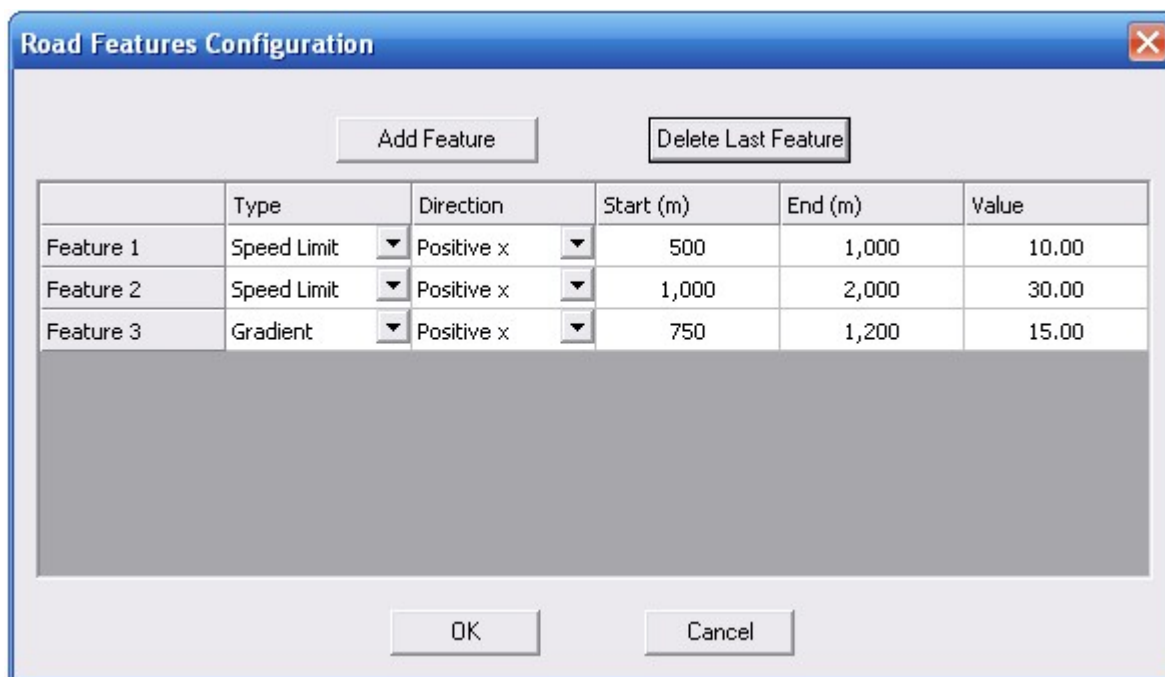 Road Features Configuration
Add Feature Delete Last Feature
Type Direction Start (m) End (m) Value
Feature 1 Speed Limit Positive x 500 1,000 10.00
Feature 2 Speed Limit Positive x 1,000 2,000 30.00
Feature 3 Gradient Positive x 750 1,200 15.00
OK Cancel